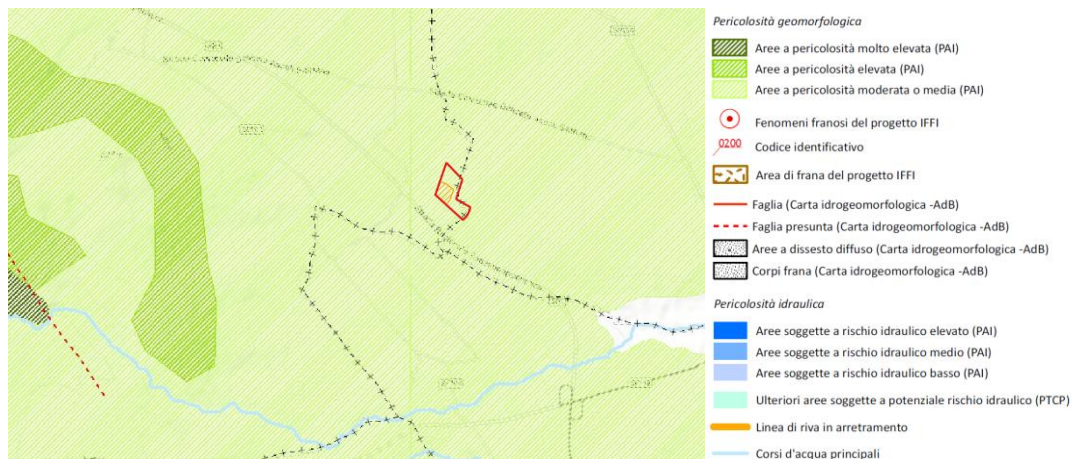 Pericolosità geomorfologica
Aree a pericolosità molto elevata (PAI)
Aree a pericolosità elevata (PAI)
Aree a pericolosità moderata o media (PAI)
Fenomeni franosi del progetto IFFI
0200
Codice identificativo
Area di frana del progetto IFFI
Faglia (Carta idrogeomorfologica -AdB)
Faglia presunta (Carta idrogeomorfologica -AdB)
Aree a dissesto diffuso (Carta idrogeomorfologica -AdB)
Corpi frana (Carta idrogeomorfologica -AdB)
Pericolosità idraulica
Aree soggette a rischio idraulico elevato (PAI)
Aree soggette a rischio idraulico medio (PAI)
Aree soggette a rischio idraulico basso (PAI)
Ulteriori aree soggette a potenziale rischio idraulico (PTCP)
Linea di riva in arretramento
Corsi d'acqua principali